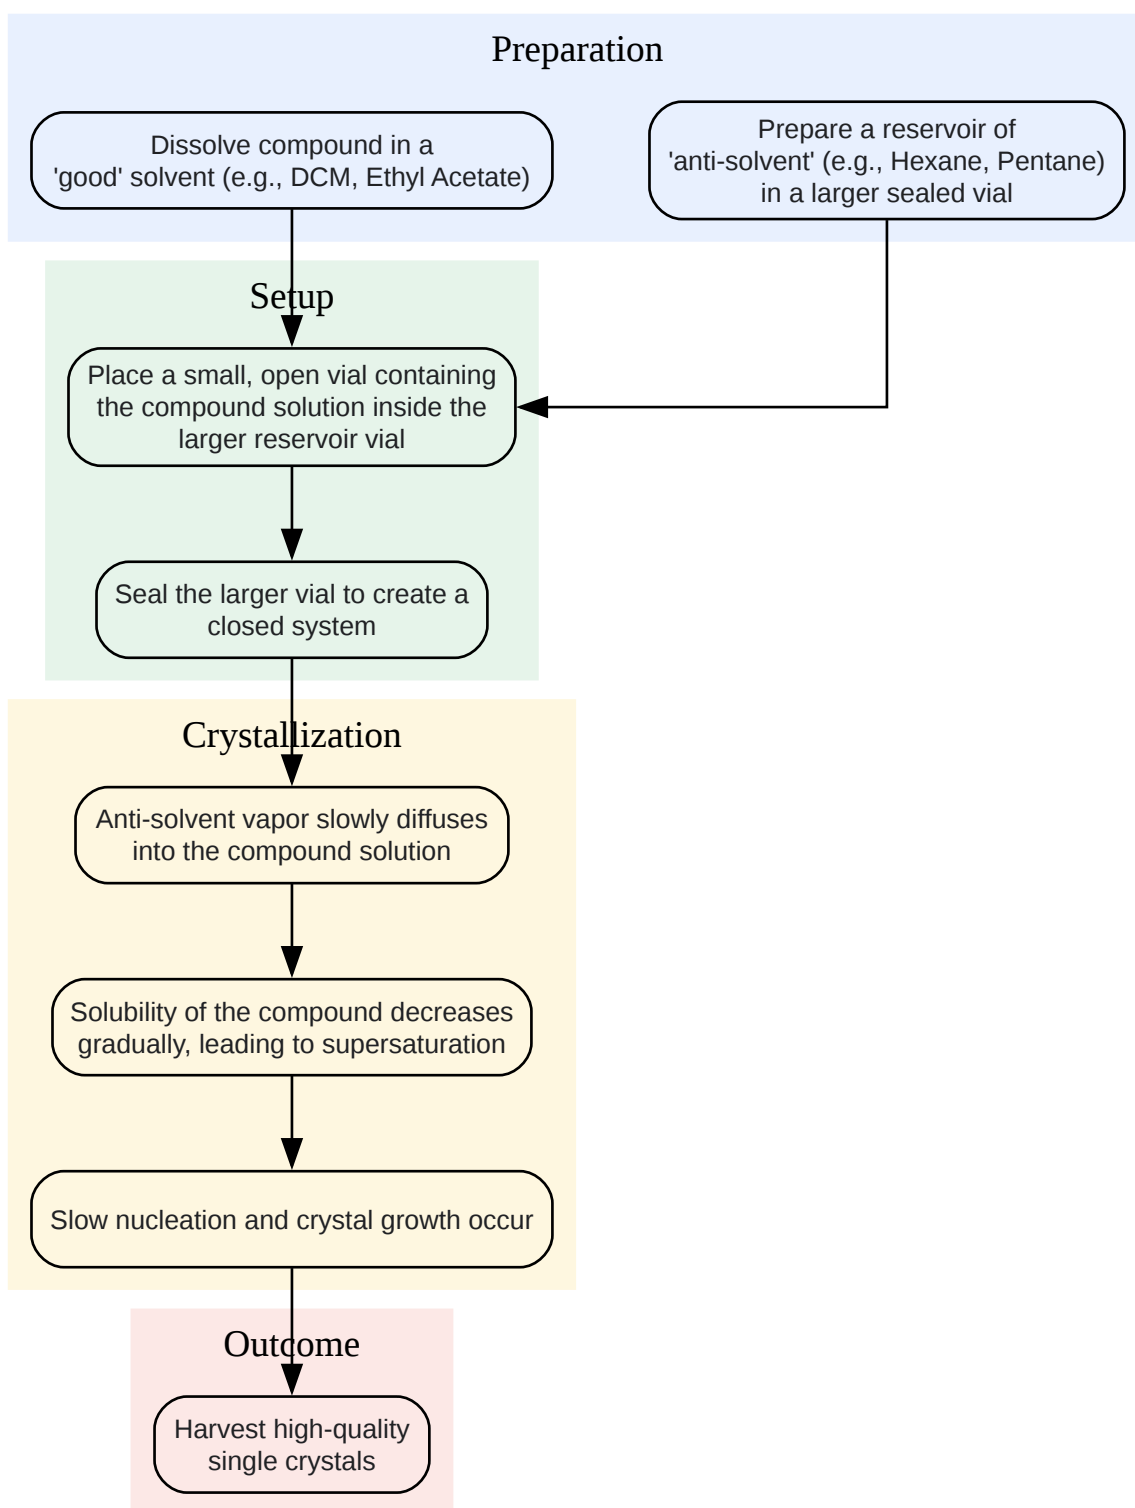 Preparation
Dissolve compound in a
'good' solvent (e.g., DCM, Ethyl Acetate)
Prepare a reservoir of
'anti-solvent' (e.g., Hexane, Pentane)
in a larger sealed vial
Setup
Place a small, open vial containing
the compound solution inside the
larger reservoir vial
Seal the larger vial to create a
closed system
Crystallization
Anti-solvent vapor slowly diffuses
into the compound solution
Solubility of the compound decreases
gradually, leading to supersaturation
Slow nucleation and crystal growth occur
Outcome
Harvest high-quality
single crystals